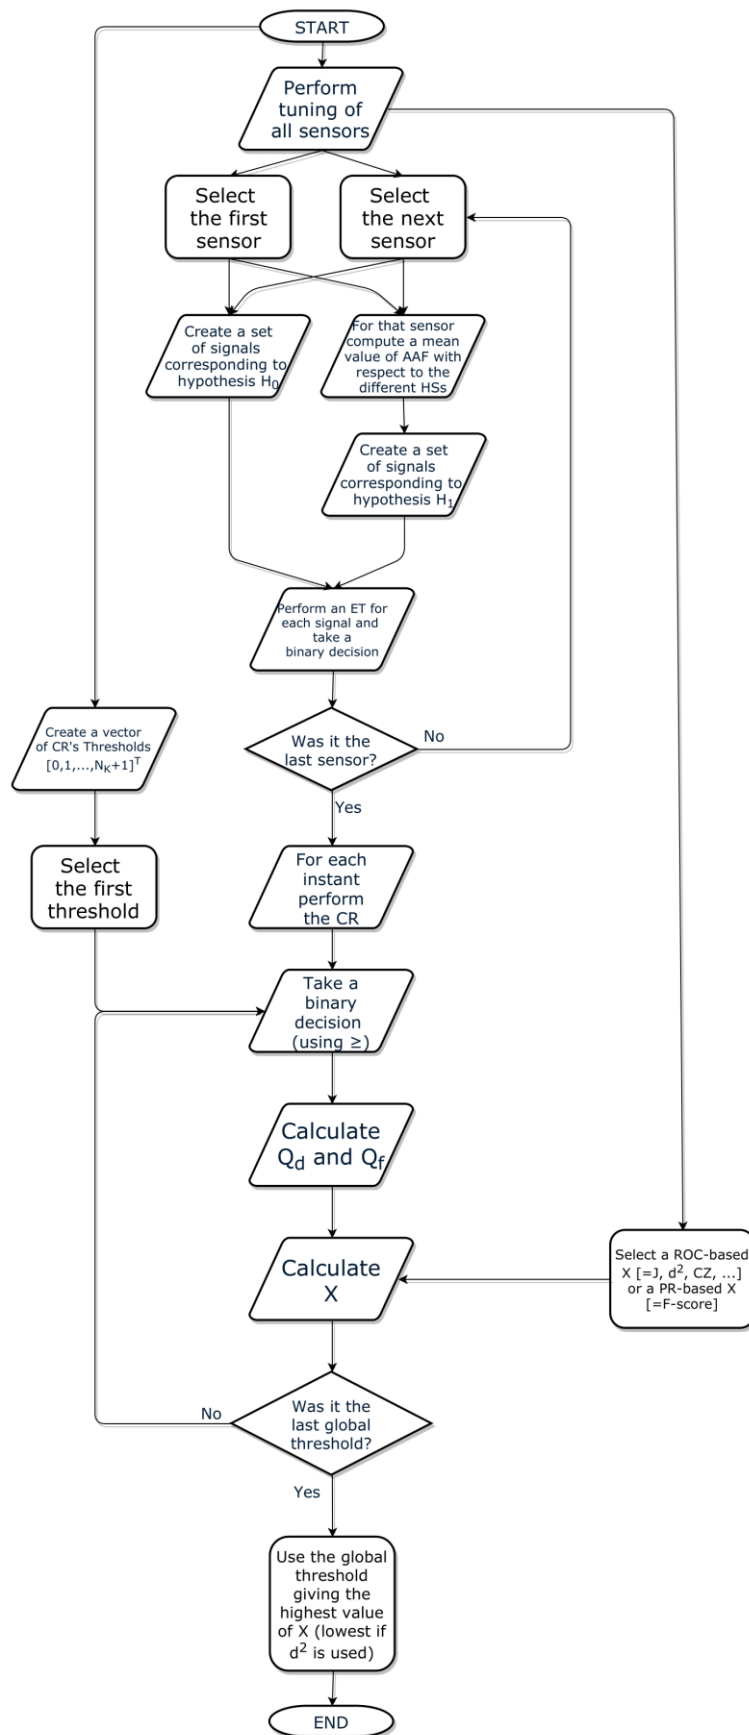 START
Perform
tuning of
all sensors
Select
the first
sensor
Select
the next
sensor
Create a set
of signals
corresponding to
hypothesis H0
For that sensor
compute a mean
value of AAF with
respect to the
different HSs
Create a set
of signals
corresponding to
hypothesis H1
Perform an ET for
each signal and
take a
binary decision
Create a vector
of CR's Thresholds
[0,1,...,NK+1]T
Was it the
last sensor?
No
Yes
Select
the first
threshold
For each
instant
perform
the CR
Take a
binary
decision
(using ≥)
Calculate
Qd and Qf
Calculate
X
Select a ROC-based
X [=J, d², CZ, ...]
or a PR-based X
[=F-score]
Was it the
last global
threshold?
No
Yes
Use the global
threshold
giving the
highest value
of X (lowest if
d² is used)
END